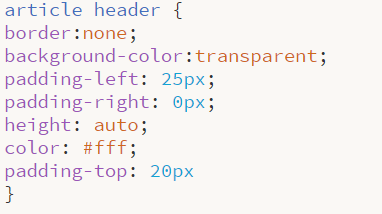 article header {
border:none;
background-color:transparent;
padding-left: 25px;
padding-right: 0px;
height: auto;
color: #fff;
padding-top: 20px
}